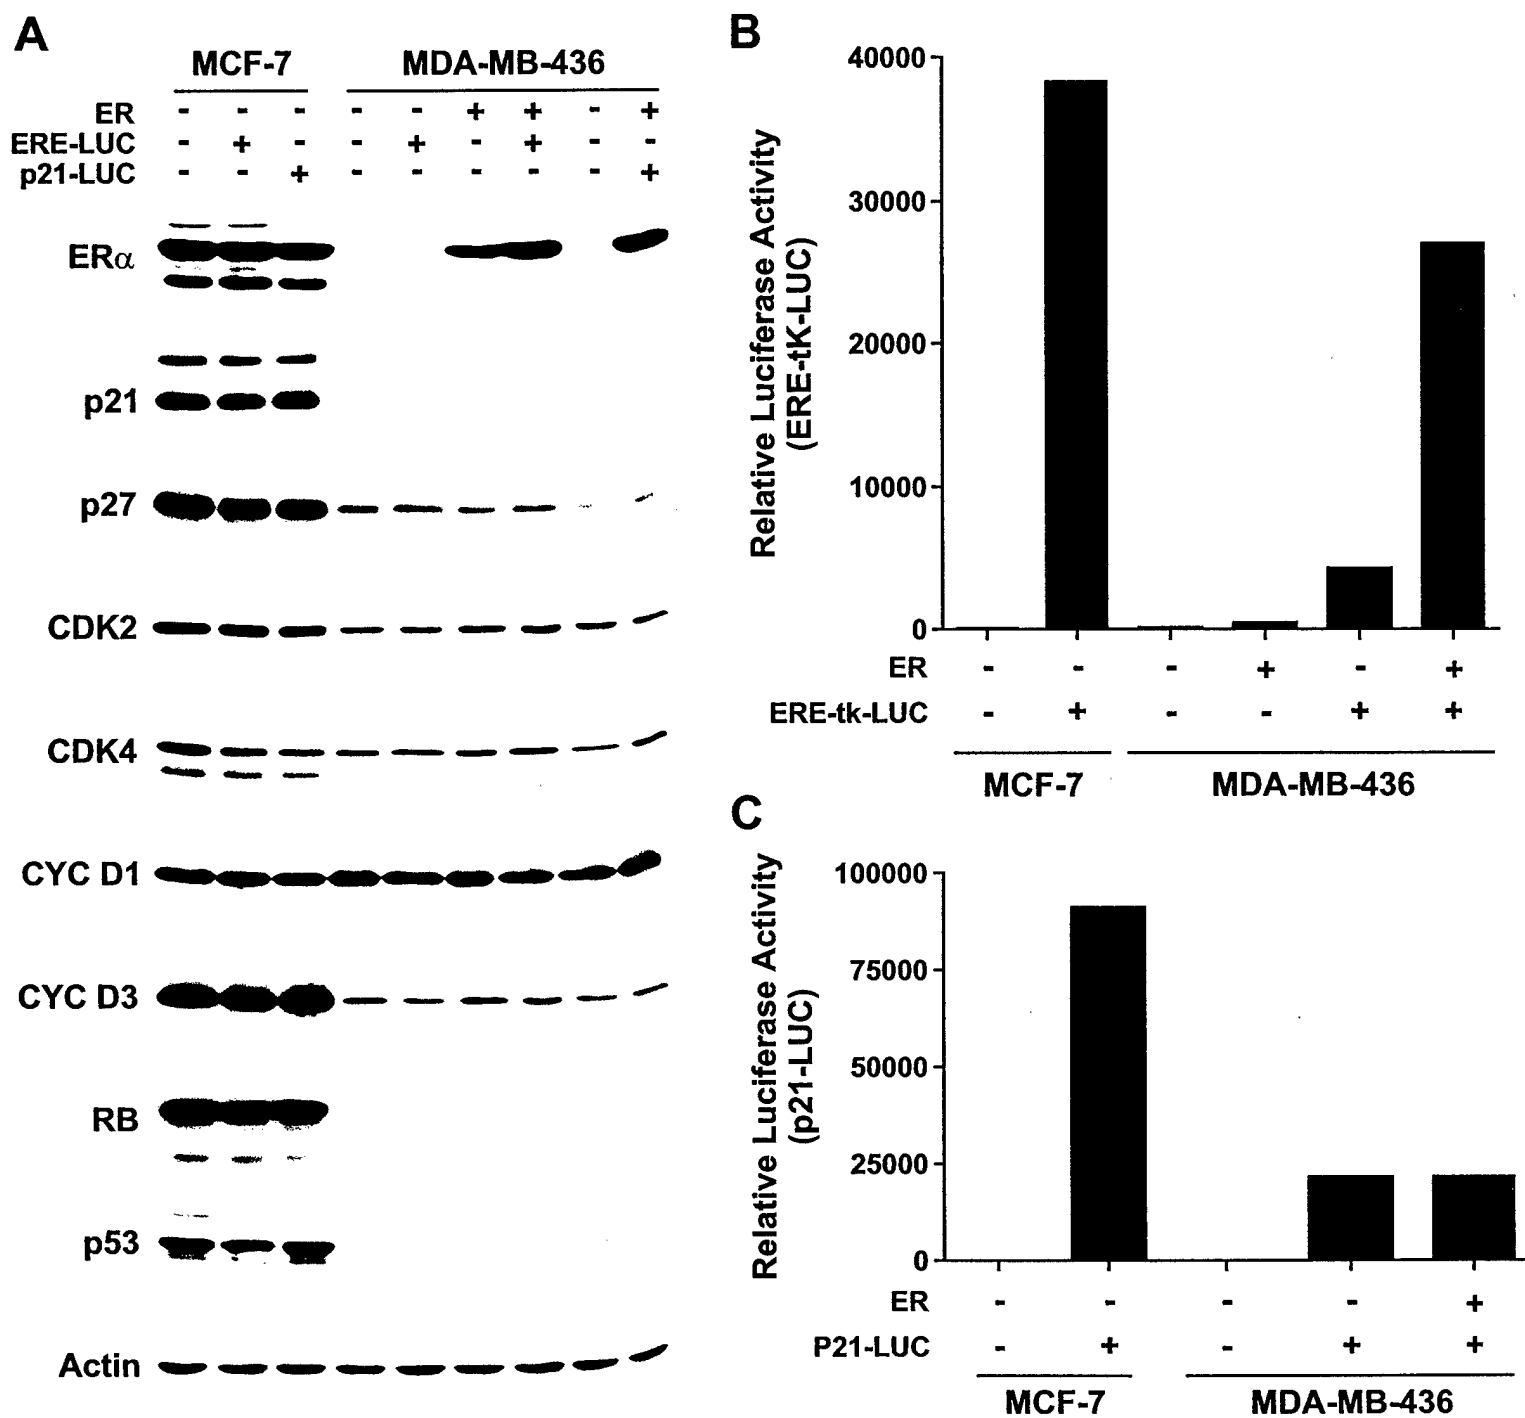 A
MCF-7 MDA-MB-436
ER - - - - - + + - +
ERE-LUC - + - - + - + - -
p21-LUC - - + - - - - - +
ERα
p21
p27
CDK2
CDK4
CYC D1
CYC D3
RB
p53
Actin
B
Relative Luciferase Activity
(ERE-tK-LUC)
40000
30000
20000
10000
0
ER - - - + - +
ERE-tk-LUC - + - - + +
MCF-7 MDA-MB-436
C
Relative Luciferase Activity
(p21-LUC)
100000
75000
50000
25000
0
ER - - - - +
P21-LUC - + - + +
MCF-7 MDA-MB-436